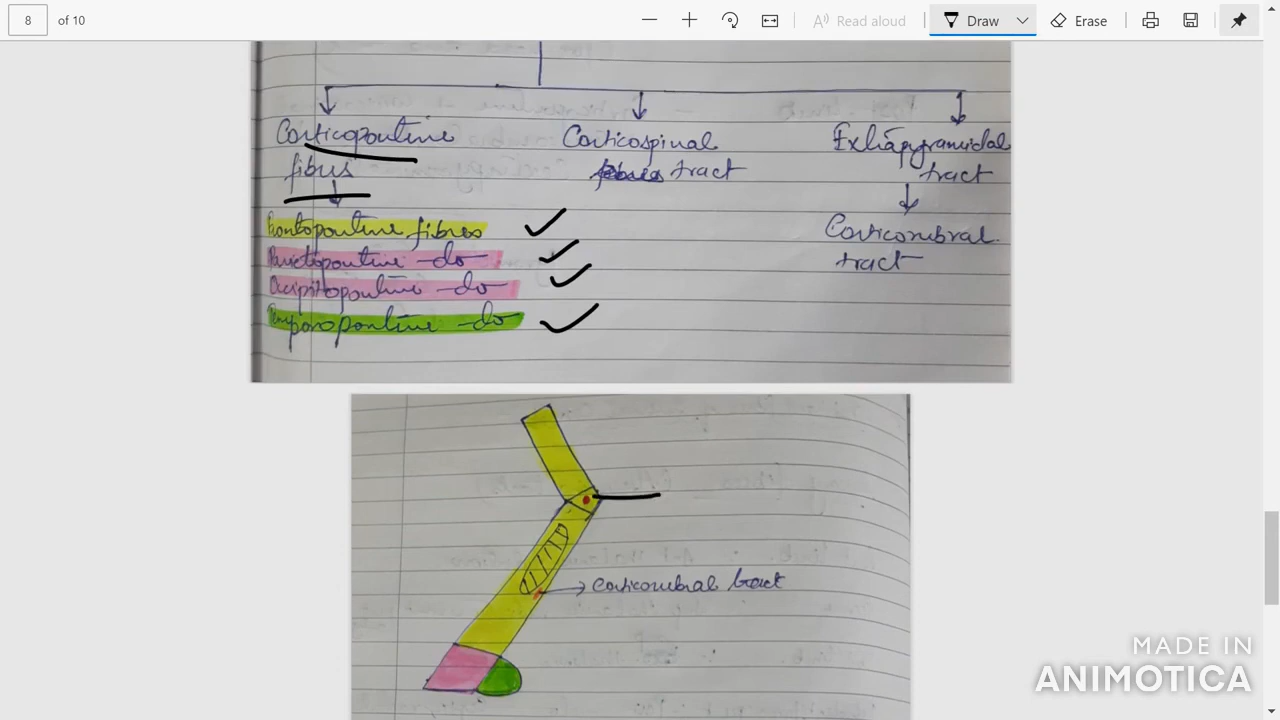 8 of 10
Read aloud
Draw
Erase
Corticopontine
fibres
Corticospinal
tract
Extrapyramidal
tract
Frontopontine fibres
Parietopontine -do-
Occipitopontine -do-
Temporopontine -do-
Corticorubral
tract
Corticorubral tract
MADE IN
ANIMOTICA